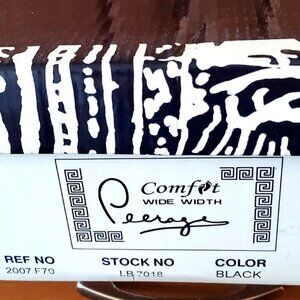 Comfort
WIDE WIDTH
Peerage
REF NO STOCK NO COLOR
2007 F70 LB 7018 BLACK